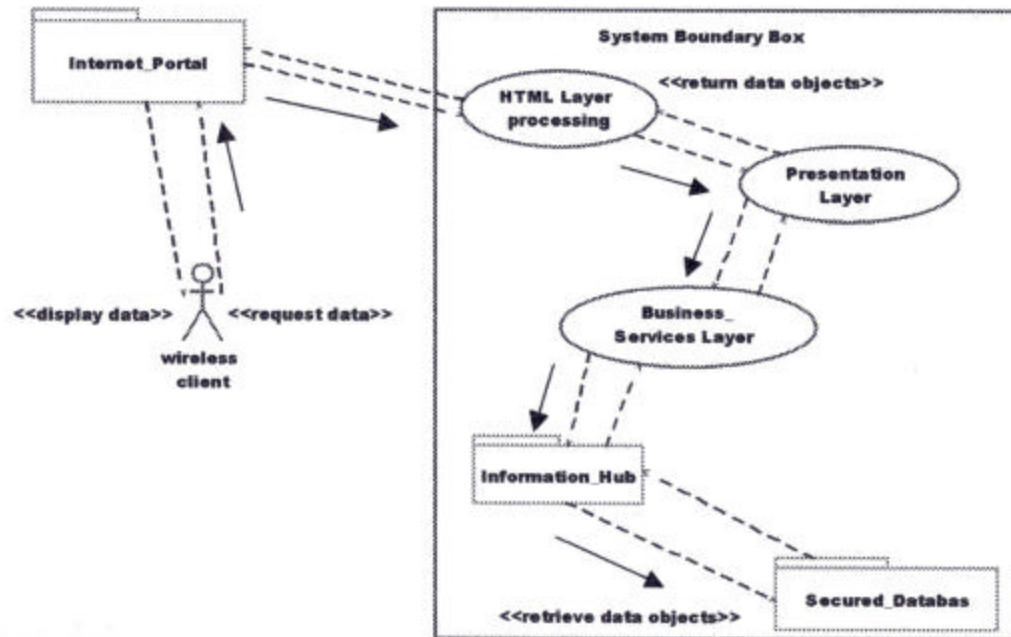 System Boundary Box
Internet_Portal
<<return data objects>>
HTML Layer
processing
Presentation
Layer
<<display data>>
<<request data>>
wireless
client
Business_
Services Layer
Information_Hub
Secured_Databas
<<retrieve data objects>>